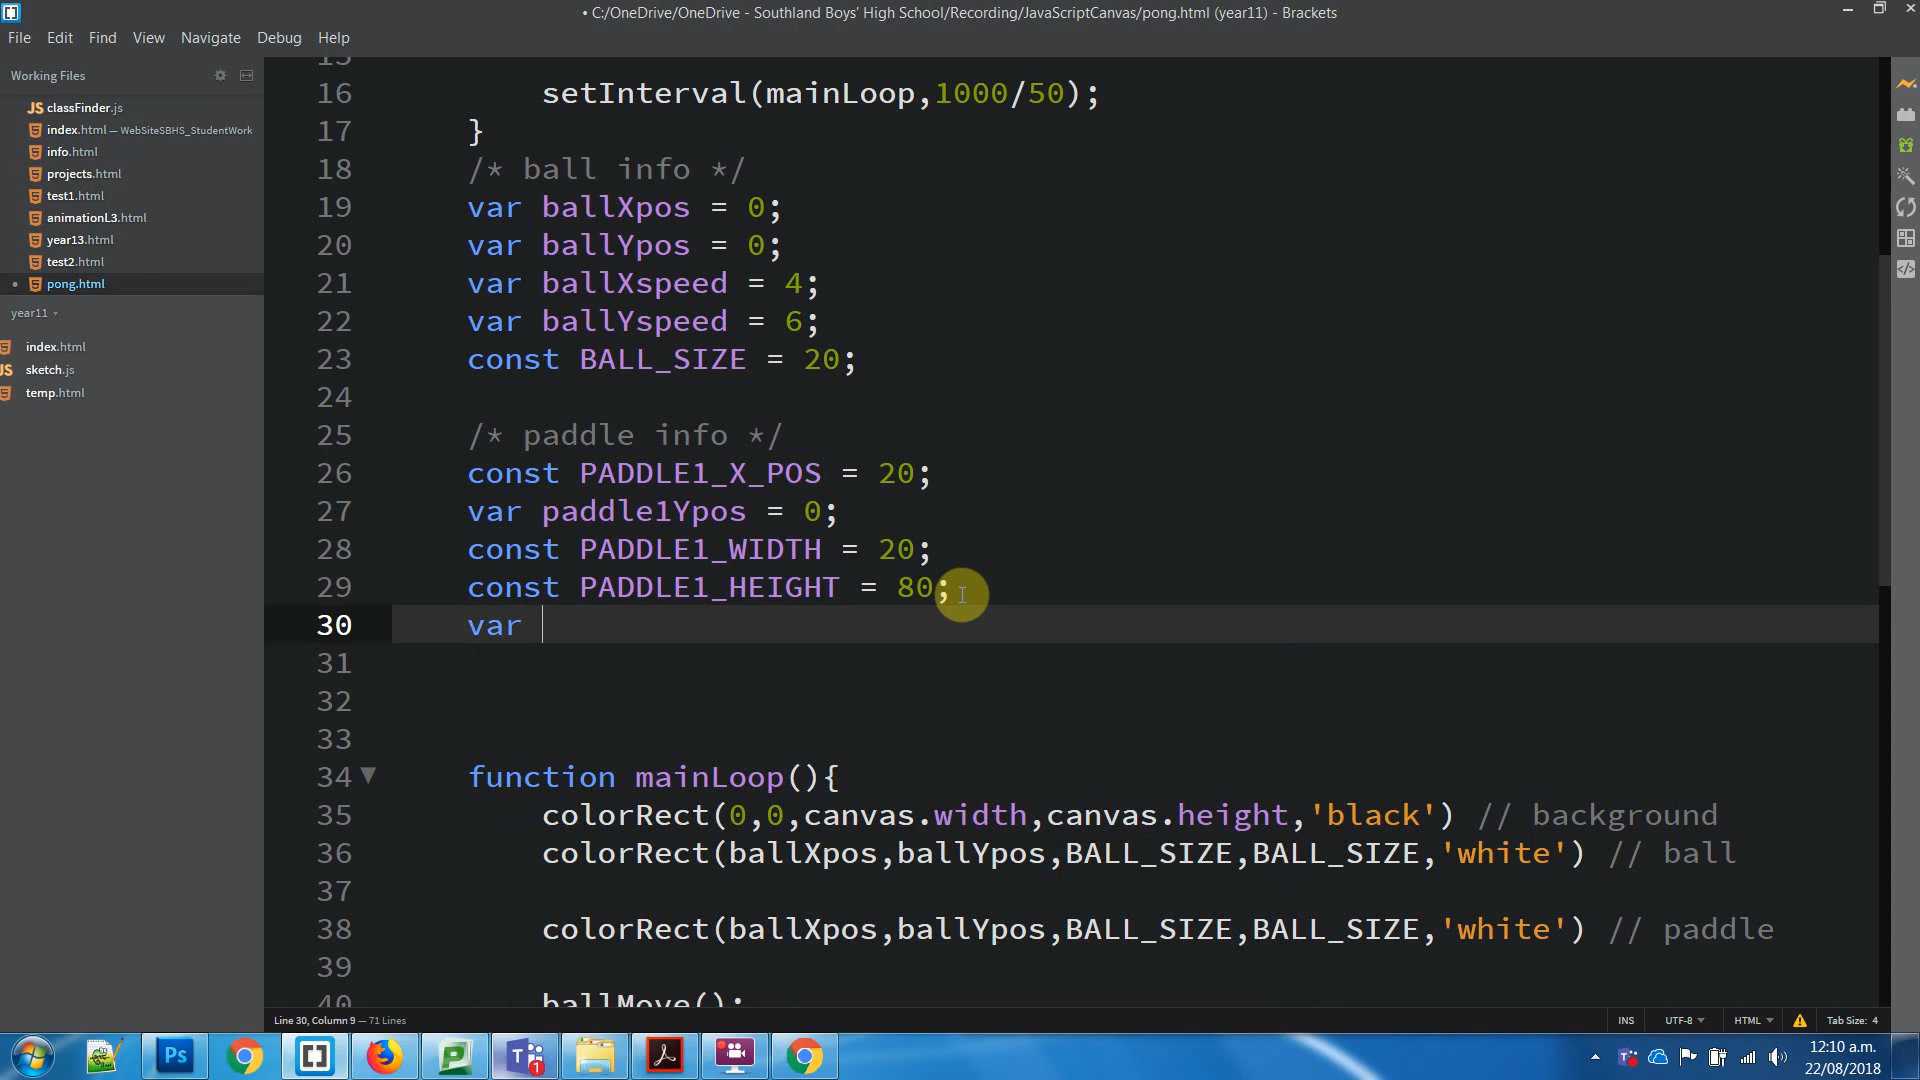 • C:/OneDrive/OneDrive - Southland Boys' High School/Recording/JavaScriptCanvas/pong.html (year11) - Brackets
File Edit Find View Navigate Debug Help
Working Files
classFinder.js
index.html — WebSiteSBHS_StudentWork
info.html
projects.html
test1.html
animationL3.html
year13.html
test2.html
• pong.html
year11
index.html
JS sketch.js
temp.html
15
16 setInterval(mainLoop,1000/50);
17 }
18 /* ball info */
19 var ballXpos = 0;
20 var ballYpos = 0;
21 var ballXspeed = 4;
22 var ballYspeed = 6;
23 const BALL_SIZE = 20;
24
25 /* paddle info */
26 const PADDLE1_X_POS = 20;
27 var paddle1Ypos = 0;
28 const PADDLE1_WIDTH = 20;
29 const PADDLE1_HEIGHT = 80;
30 var
31
32
33
34 function mainLoop(){
35 colorRect(0,0,canvas.width,canvas.height,'black') // background
36 colorRect(ballXpos,ballYpos,BALL_SIZE,BALL_SIZE,'white') // ball
37
38 colorRect(ballXpos,ballYpos,BALL_SIZE,BALL_SIZE,'white') // paddle
39
40 ballMove();
Line 30, Column 9 — 71 Lines
INS UTF-8 HTML Tab Size: 4
Ps
1
12:10 a.m.
22/08/2018